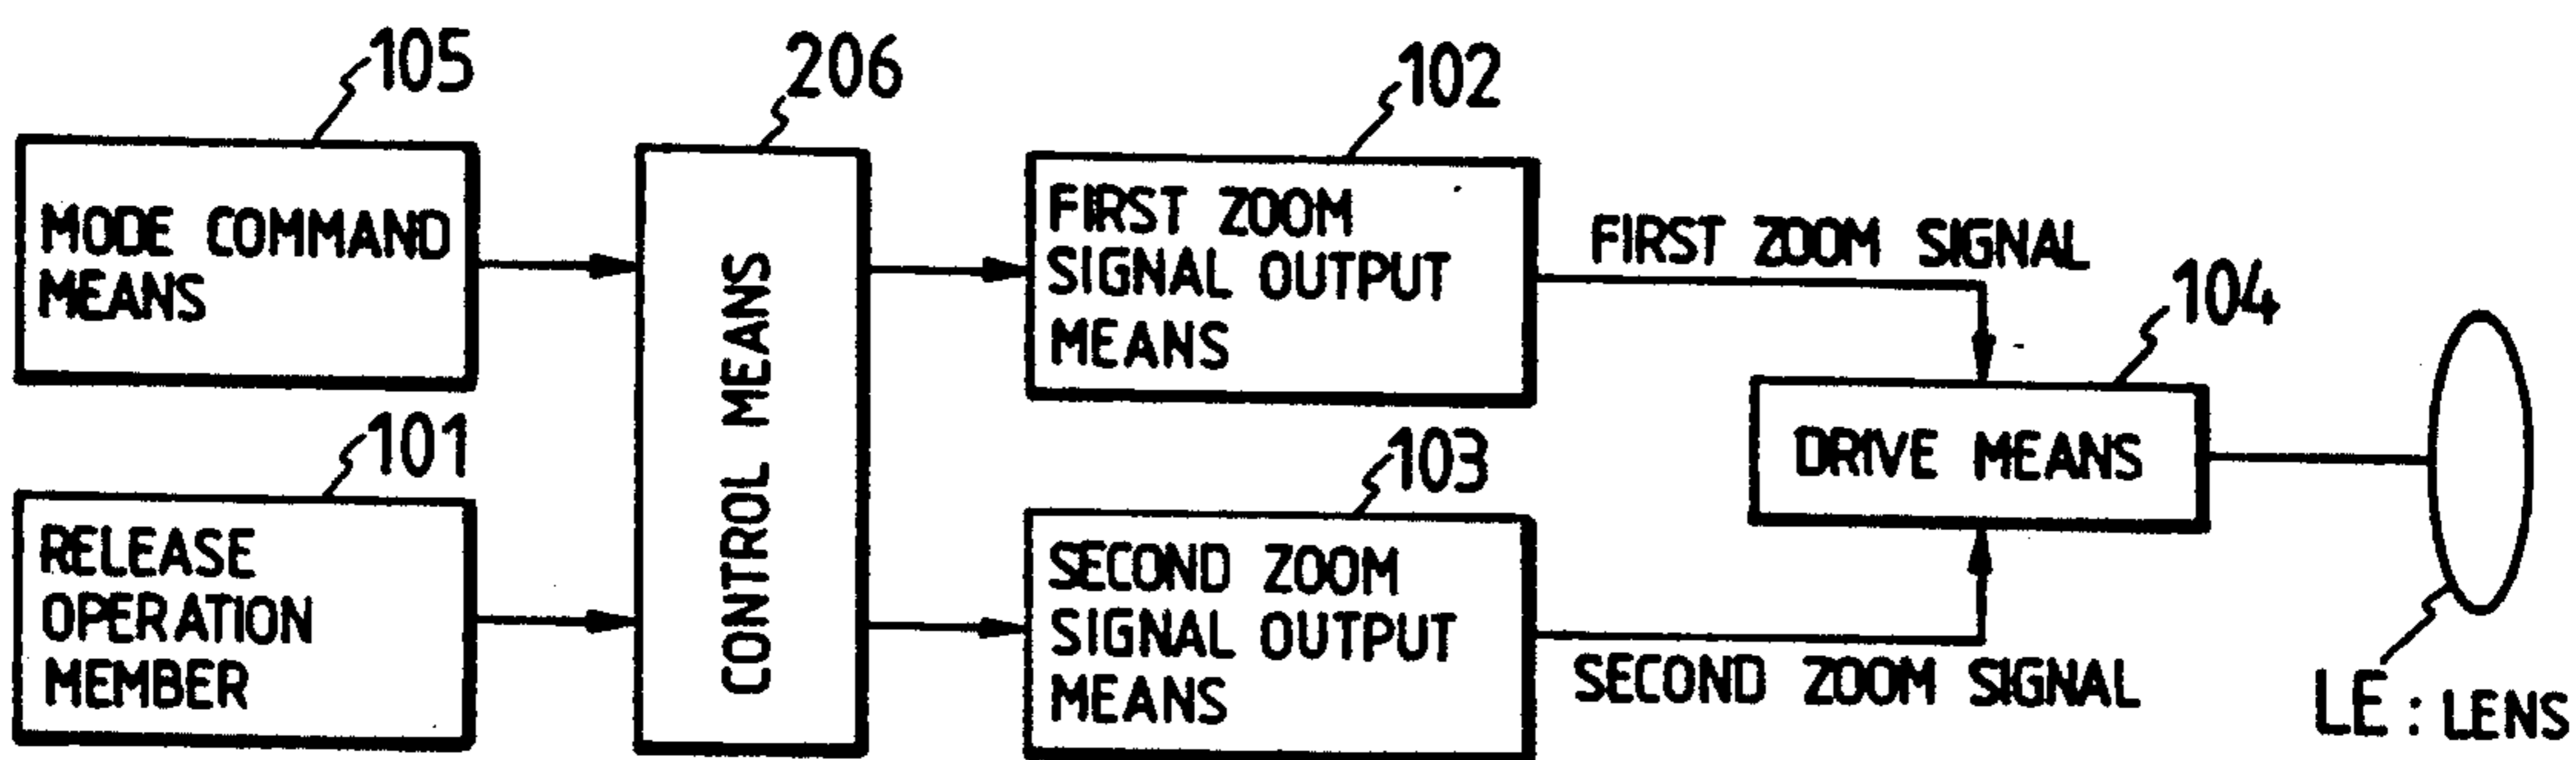 105
MODE COMMAND
MEANS
101
RELEASE
OPERATION
MEMBER
206
CONTROL MEANS
102
FIRST ZOOM
SIGNAL OUTPUT
MEANS
FIRST ZOOM SIGNAL
103
SECOND ZOOM
SIGNAL OUTPUT
MEANS
SECOND ZOOM SIGNAL
104
DRIVE MEANS
LE : LENS